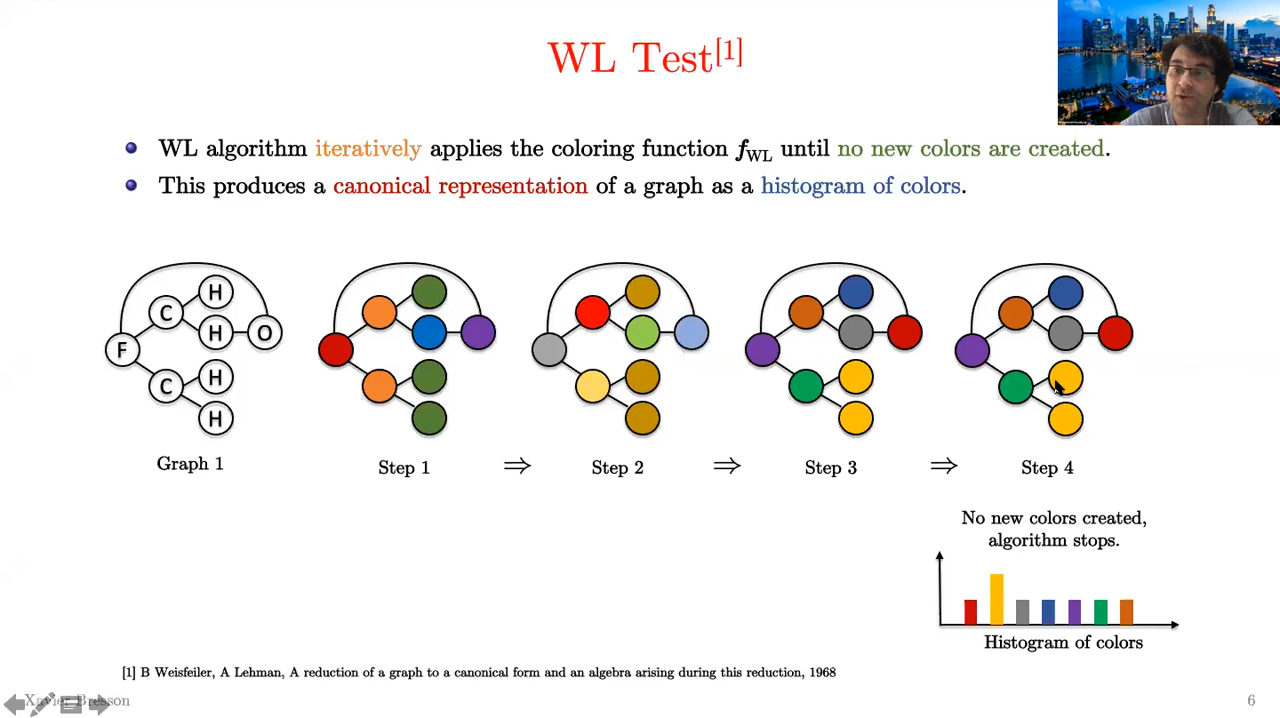 WL Test[1]
WL algorithm iteratively applies the coloring function fWL until no new colors are created.
This produces a canonical representation of a graph as a histogram of colors.
H
C
H
O
F
H
C
H
Graph 1
Step 1
⇒
Step 2
⇒
Step 3
⇒
Step 4
No new colors created,
algorithm stops.
Histogram of colors
[1] B Weisfeiler, A Lehman, A reduction of a graph to a canonical form and an algebra arising during this reduction, 1968
Xavier Bresson
6